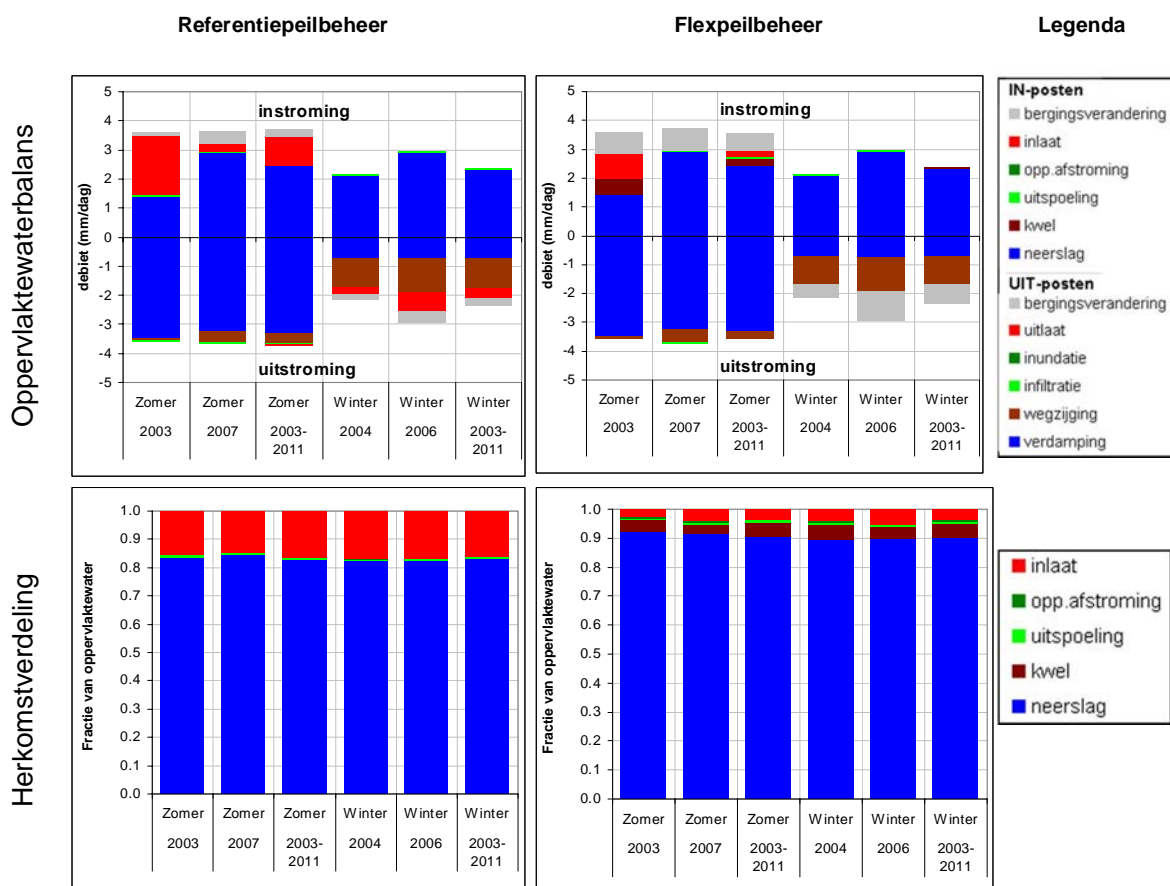 Referentiepeilbeheer
Flexpeilbeheer
Legenda
Oppervlaktewaterbalans
debiet (mm/dag)
5
4
3
2
1
0
-1
-2
-3
-4
-5
instroming
uitstroming
Zomer Zomer Zomer Winter Winter Winter
2003 2007 2003- 2004 2006 2003-
2011 2011
debiet (mm/dag)
5
4
3
2
1
0
-1
-2
-3
-4
-5
instroming
uitstroming
Zomer Zomer Zomer Winter Winter Winter
2003 2007 2003- 2004 2006 2003-
2011 2011
IN-posten
bergingsverandering
inlaat
opp.afstroming
uitspoeling
kwel
neerslag
UIT-posten
bergingsverandering
uitlaat
inundatie
infiltratie
wegzijging
verdamping
Herkomstverdeling
Fractie van oppervlaktewater
1.0
0.9
0.8
0.7
0.6
0.5
0.4
0.3
0.2
0.1
0.0
Zomer Zomer Zomer Winter Winter Winter
2003 2007 2003- 2004 2006 2003-
2011 2011
Fractie van oppervlaktewater
1.0
0.9
0.8
0.7
0.6
0.5
0.4
0.3
0.2
0.1
0.0
Zomer Zomer Zomer Winter Winter Winter
2003 2007 2003- 2004 2006 2003-
2011 2011
inlaat
opp.afstroming
uitspoeling
kwel
neerslag